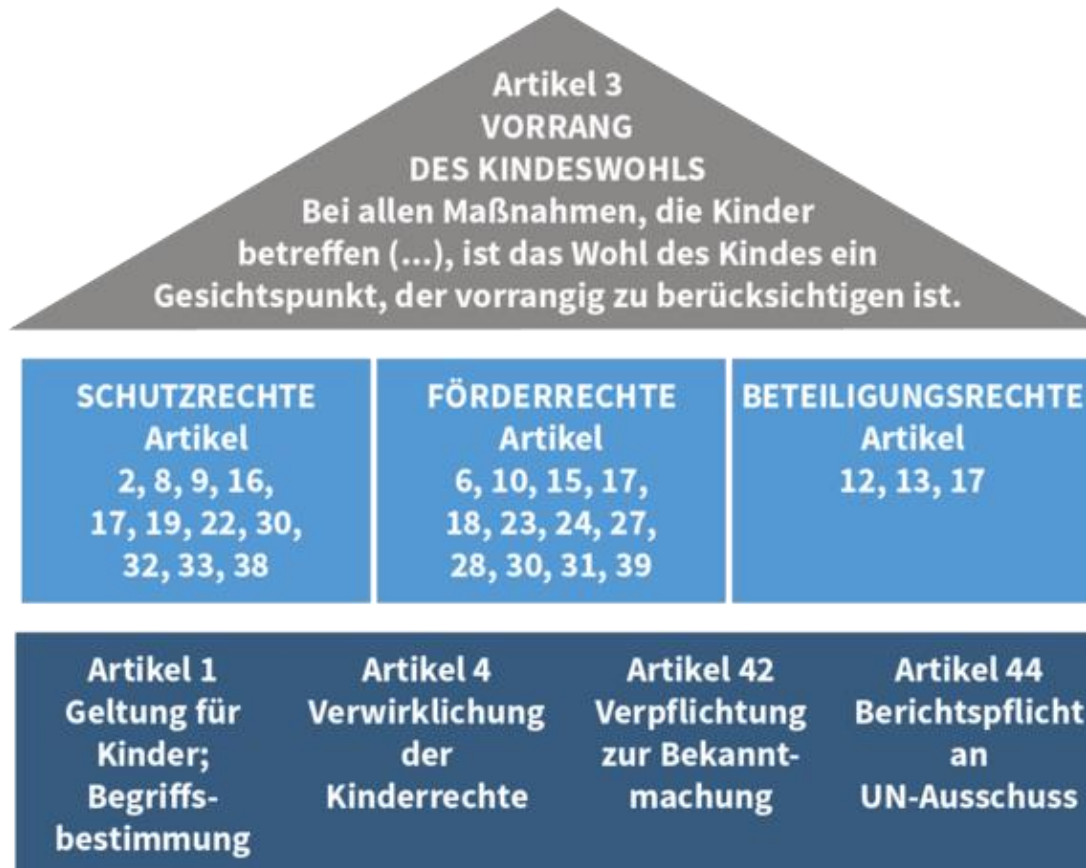 Artikel 3
VORRANG
DES KINDESWOHLS
Bei allen Maßnahmen, die Kinder
betreffen (...), ist das Wohl des Kindes ein
Gesichtspunkt, der vorrangig zu berücksichtigen ist.
SCHUTZRECHTE
Artikel
2, 8, 9, 16,
17, 19, 22, 30,
32, 33, 38
FÖRDERRECHTE
Artikel
6, 10, 15, 17,
18, 23, 24, 27,
28, 30, 31, 39
BETEILIGUNGSRECHTE
Artikel
12, 13, 17
Artikel 1
Geltung für
Kinder;
Begriffs-
bestimmung
Artikel 4
Verwirklichung
der
Kinderrechte
Artikel 42
Verpflichtung
zur Bekannt-
machung
Artikel 44
Berichtspflicht
an
UN-Ausschuss